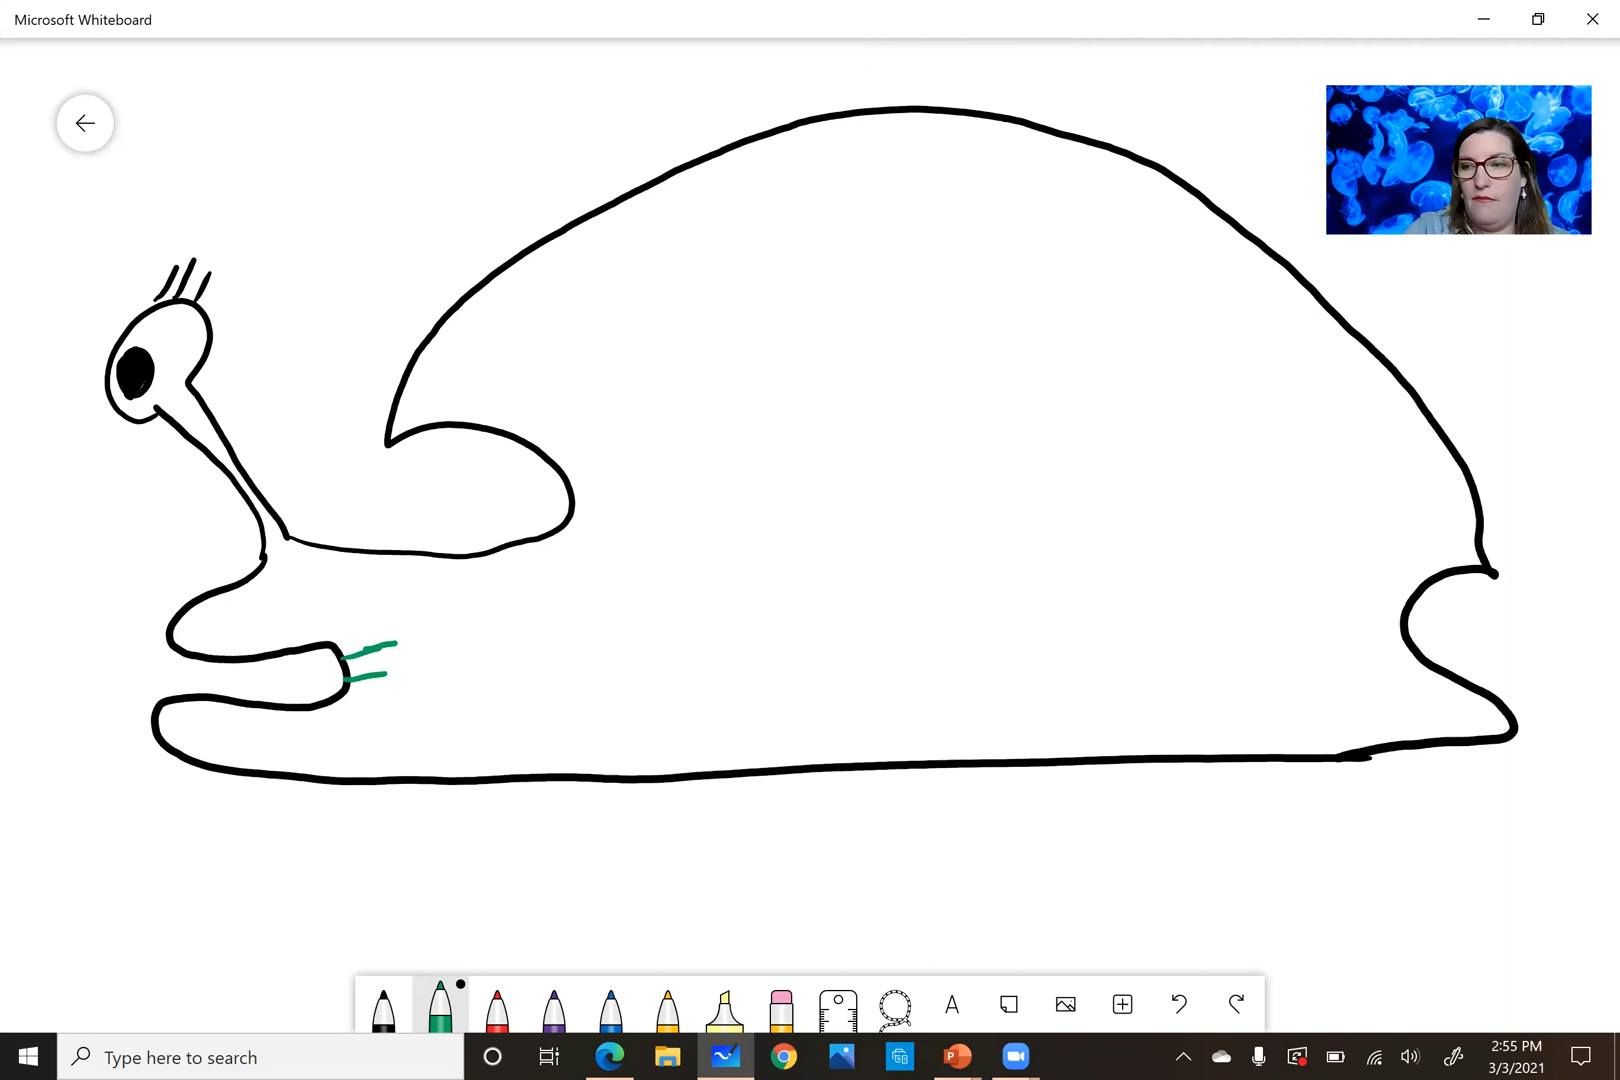 Microsoft Whiteboard
A
Type here to search
2:55 PM
3/3/2021